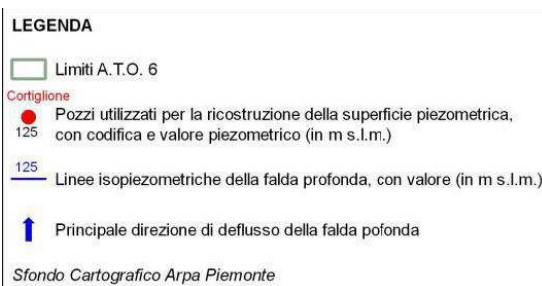 LEGENDA
Limiti A.T.O. 6
Cortiglione
Pozzi utilizzati per la ricostruzione della superficie piezometrica,
125 con codifica e valore piezometrico (in m s.l.m.)
125
Linee isopiezometriche della falda profonda, con valore (in m s.l.m.)
Principale direzione di deflusso della falda pofonda
Sfondo Cartografico Arpa Piemonte